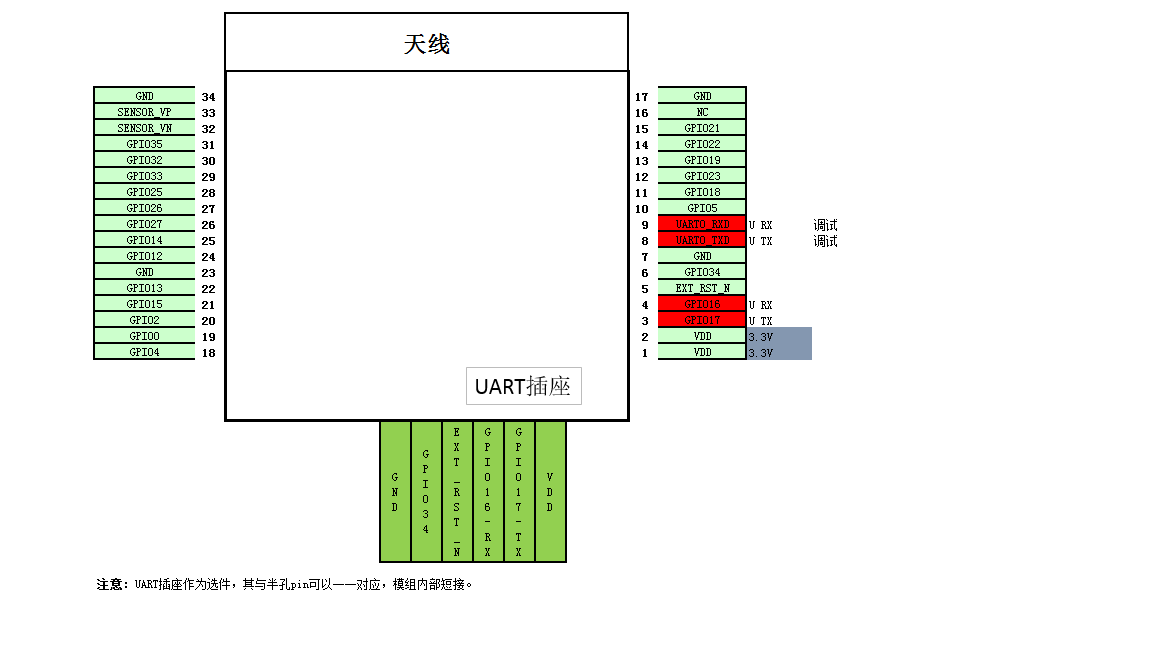 天线
GND 34
SENSOR_VP 33
SENSOR_VN 32
GPIO35 31
GPIO32 30
GPIO33 29
GPIO25 28
GPIO26 27
GPIO27 26
GPIO14 25
GPIO12 24
GND 23
GPIO13 22
GPIO15 21
GPIO2 20
GPIO0 19
GPIO4 18
17 GND
16 NC
15 GPIO21
14 GPIO22
13 GPIO19
12 GPIO23
11 GPIO18
10 GPIO5
9 UART0_RXD U RX 调试
8 UART0_TXD U TX 调试
7 GND
6 GPIO34
5 EXT_RST_N
4 GPIO16 U RX
3 GPIO17 U TX
2 VDD 3.3V
1 VDD 3.3V
UART插座
GND
GPIO34
EXT_RST_N
GPIO16-RX
GPIO17-TX
VDD
注意：UART插座作为选件，其与半孔pin可以一一对应，模组内部短接。